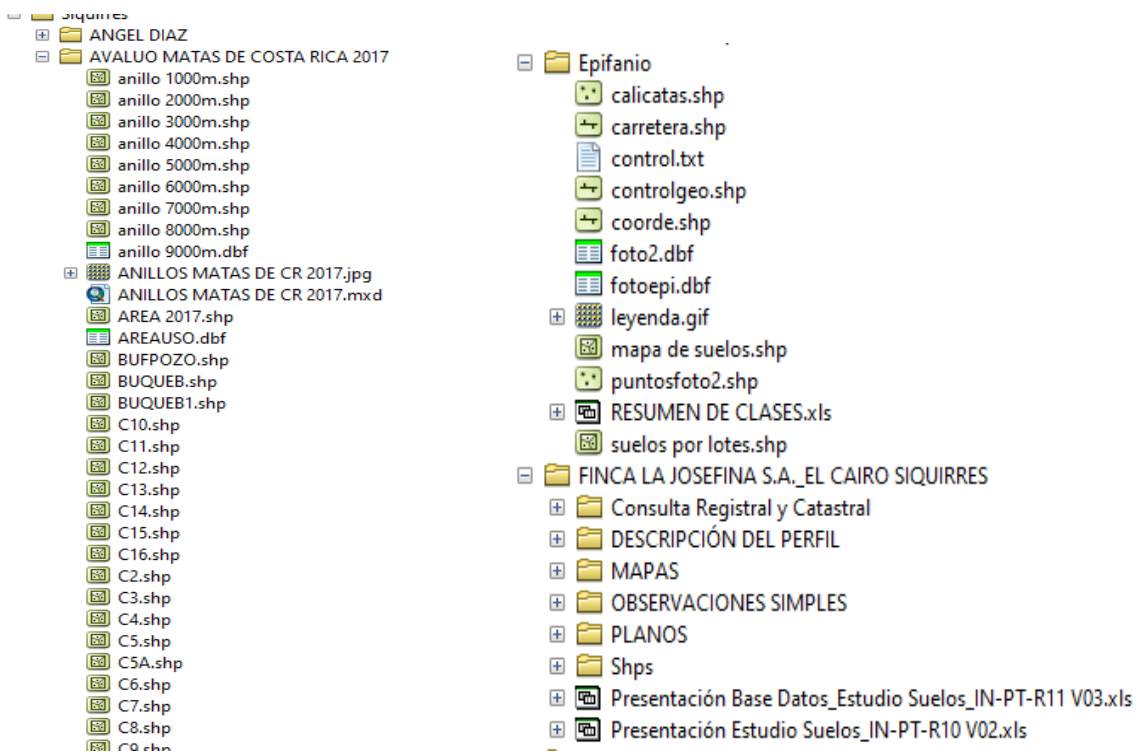 Siquirres
ANGEL DIAZ
AVALUO MATAS DE COSTA RICA 2017
anillo 1000m.shp
anillo 2000m.shp
anillo 3000m.shp
anillo 4000m.shp
anillo 5000m.shp
anillo 6000m.shp
anillo 7000m.shp
anillo 8000m.shp
anillo 9000m.dbf
ANILLOS MATAS DE CR 2017.jpg
ANILLOS MATAS DE CR 2017.mxd
AREA 2017.shp
AREAUSO.dbf
BUFPOZO.shp
BUQUEB.shp
BUQUEB1.shp
C10.shp
C11.shp
C12.shp
C13.shp
C14.shp
C15.shp
C16.shp
C2.shp
C3.shp
C4.shp
C5.shp
C5A.shp
C6.shp
C7.shp
C8.shp
C9.shp
Epifanio
calicatas.shp
carretera.shp
control.txt
controlgeo.shp
coorde.shp
foto2.dbf
fotoepi.dbf
leyenda.gif
mapa de suelos.shp
puntosfoto2.shp
RESUMEN DE CLASES.xls
suelos por lotes.shp
FINCA LA JOSEFINA S.A._EL CAIRO SIQUIRRES
Consulta Registral y Catastral
DESCRIPCIÓN DEL PERFIL
MAPAS
OBSERVACIONES SIMPLES
PLANOS
Shps
Presentación Base Datos_Estudio Suelos_IN-PT-R11 V03.xls
Presentación Estudio Suelos_IN-PT-R10 V02.xls